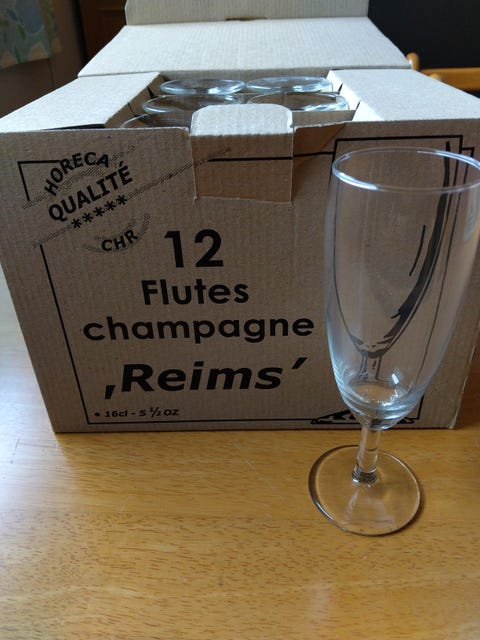 HORECA
QUALITÉ
*****
CHR
12
Flutes
champagne
‚Reims’
• 16cl - 5 ½ OZ